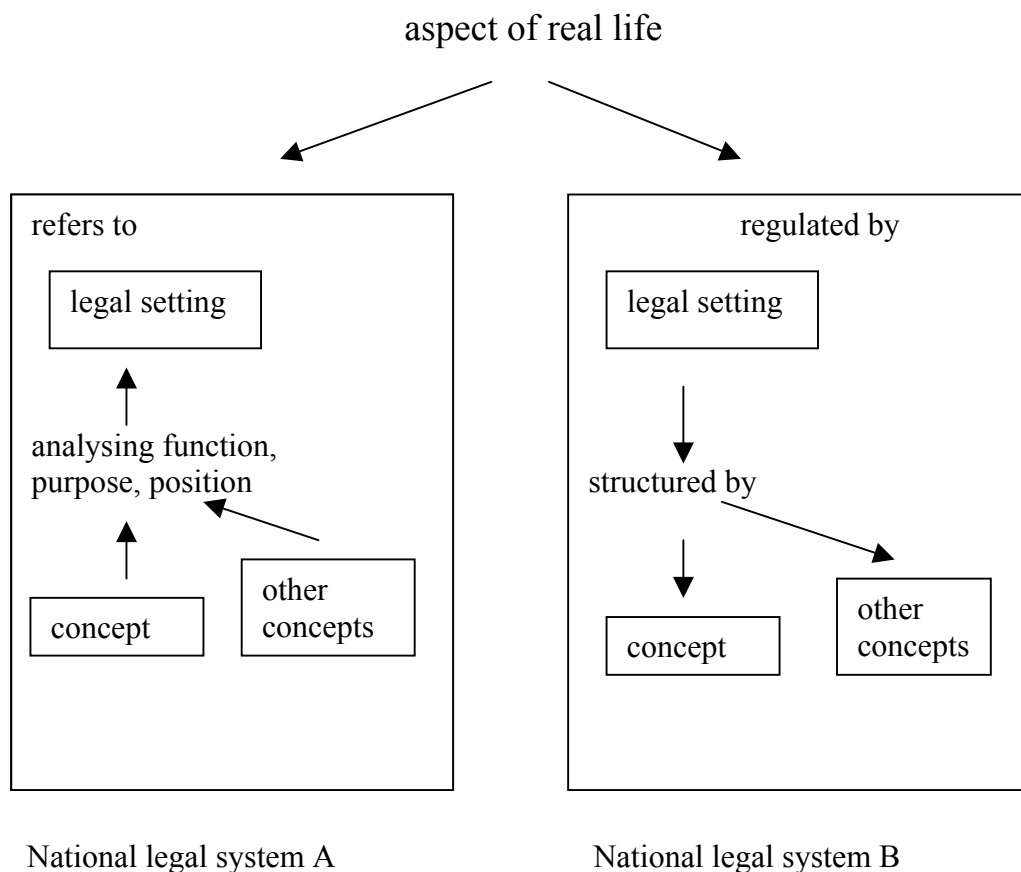 aspect of real life
refers to
legal setting
analysing function,
purpose, position
concept
other
concepts
National legal system A
regulated by
legal setting
structured by
concept
other
concepts
National legal system B